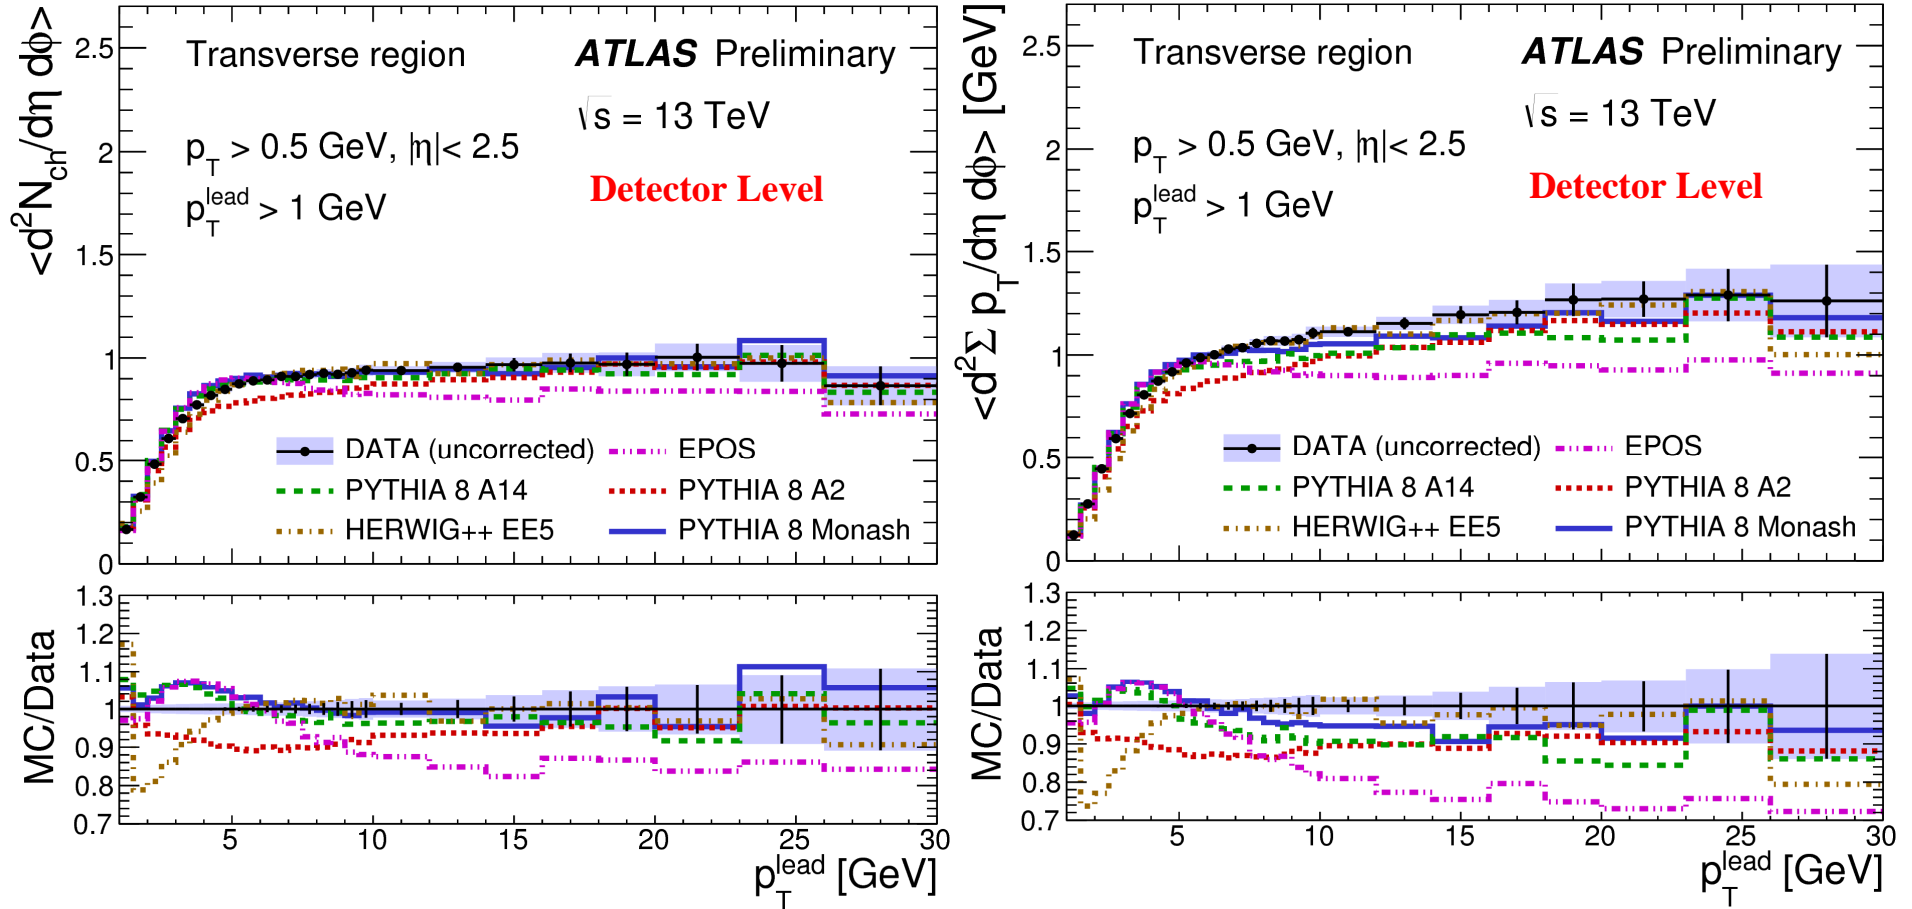 <d²N_ch/dη dϕ>
Transverse region
ATLAS Preliminary
√s = 13 TeV
p_T > 0.5 GeV, |η|< 2.5
Detector Level
p_T^lead > 1 GeV
2.5
2
1.5
1
0.5
0
DATA (uncorrected)
EPOS
PYTHIA 8 A14
PYTHIA 8 A2
HERWIG++ EE5
PYTHIA 8 Monash
MC/Data
1.3
1.2
1.1
1
0.9
0.8
0.7
5 10 15 20 25 30
p_T^lead [GeV]
<d²Σ p_T/dη dϕ> [GeV]
Transverse region
ATLAS Preliminary
√s = 13 TeV
p_T > 0.5 GeV, |η|< 2.5
Detector Level
p_T^lead > 1 GeV
2.5
2
1.5
1
0.5
0
DATA (uncorrected)
EPOS
PYTHIA 8 A14
PYTHIA 8 A2
HERWIG++ EE5
PYTHIA 8 Monash
MC/Data
1.3
1.2
1.1
1
0.9
0.8
0.7
5 10 15 20 25 30
p_T^lead [GeV]